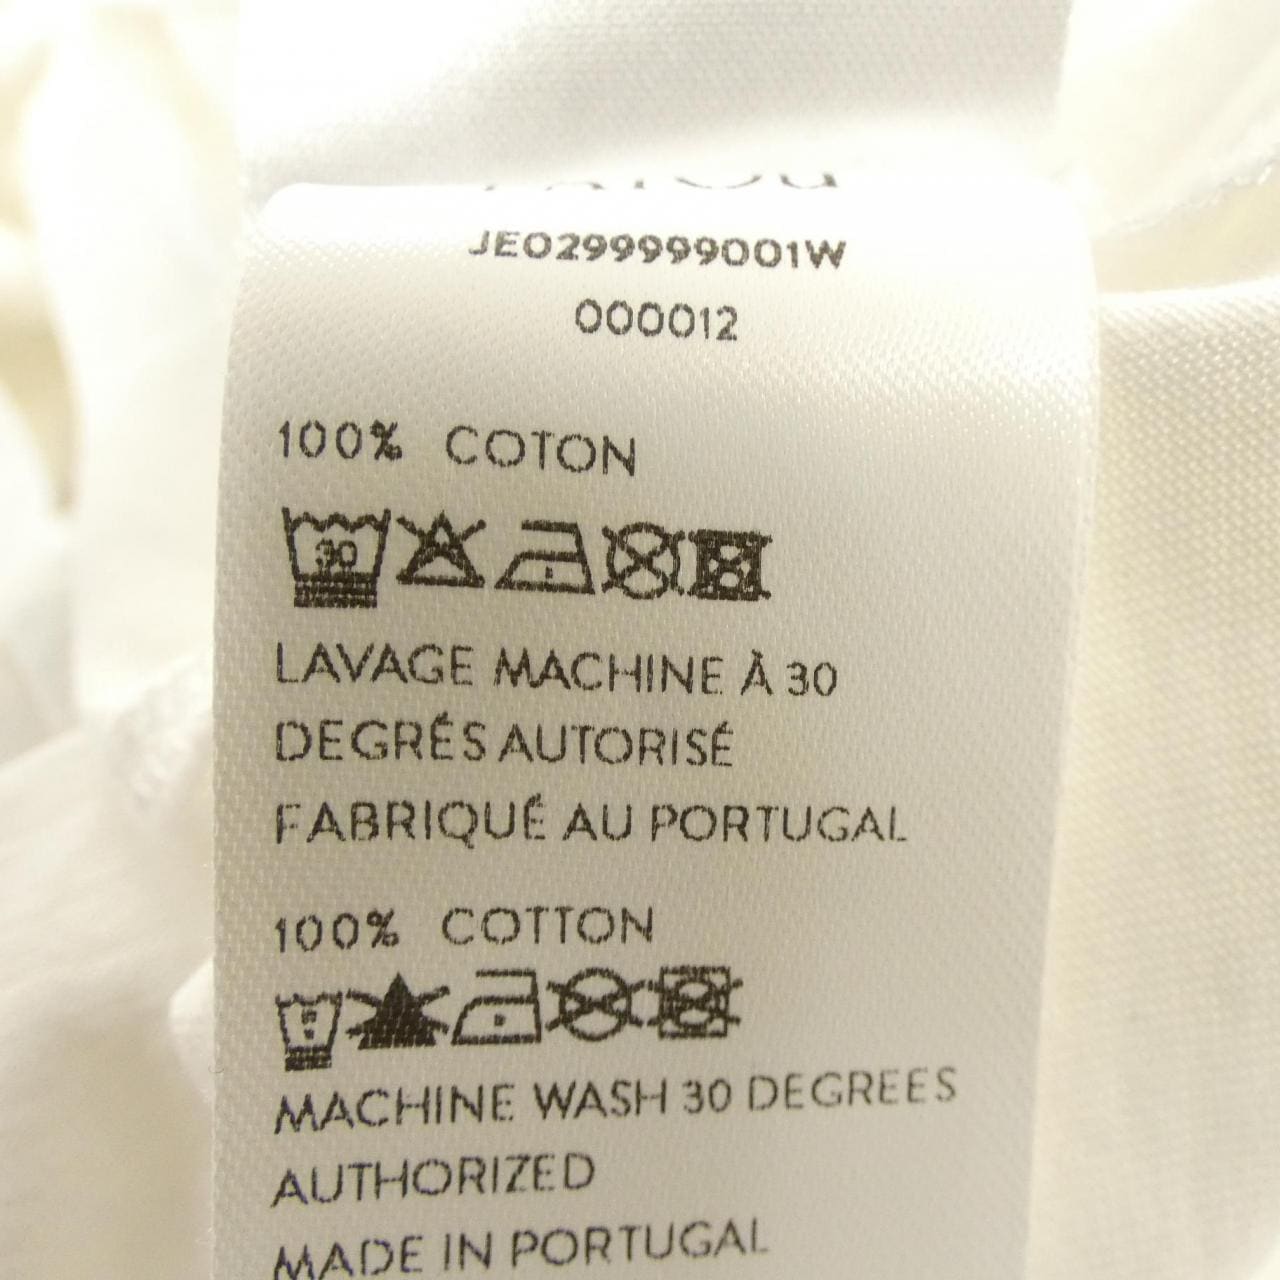 JE0299999001W
000012
100% COTON
30
LAVAGE MACHINE À 30
DEGRÉS AUTORISÉ
FABRIQUÉ AU PORTUGAL
100% COTTON
MACHINE WASH 30 DEGREES
AUTHORIZED
MADE IN PORTUGAL